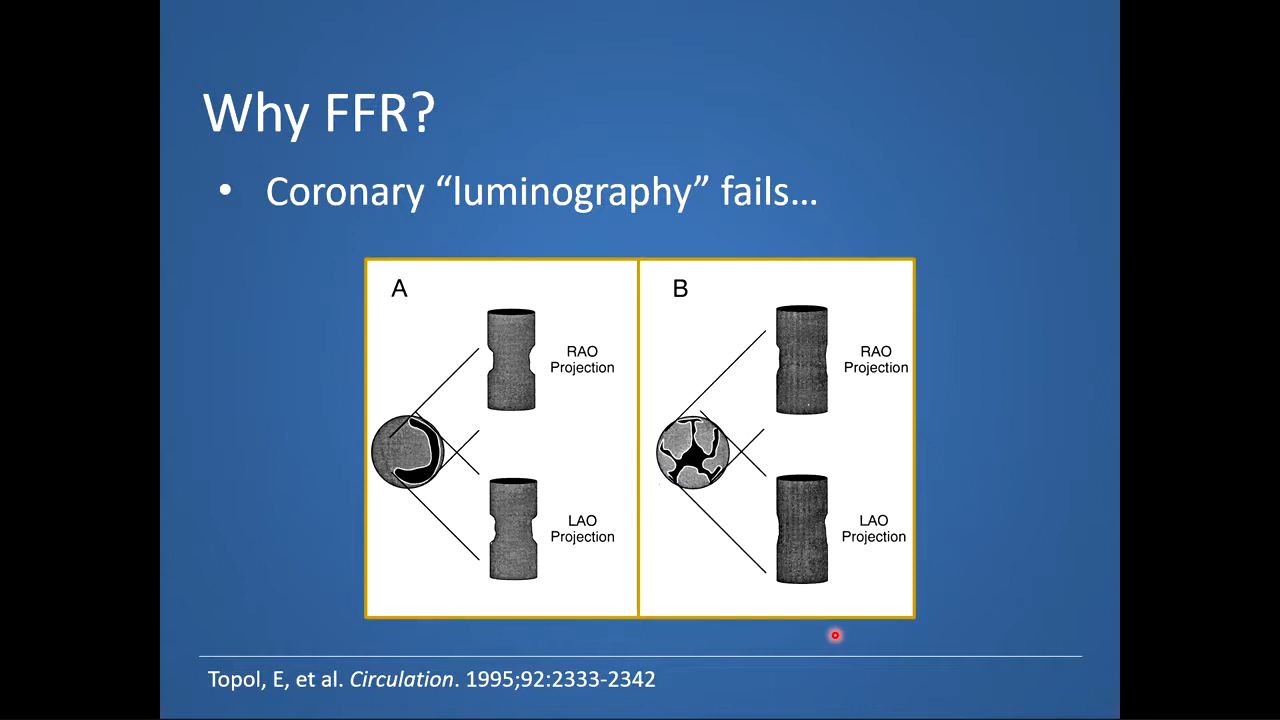 Why FFR?
• Coronary “luminography” fails...
A
RAO
Projection
LAO
Projection
B
RAO
Projection
LAO
Projection
Topol, E, et al. Circulation. 1995;92:2333-2342